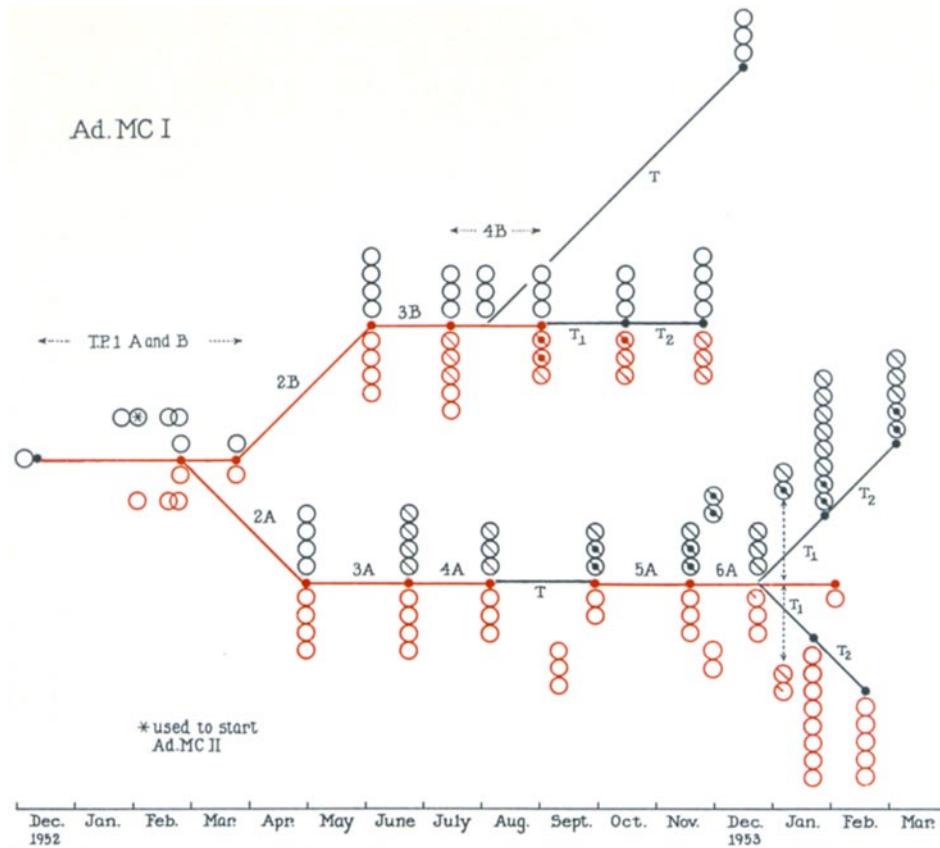 Ad. MC I
T
4B
3B
T₁
T₂
T.P. 1 A and B
2B
2A
3A
4A
T
5A
6A
T₁
T₂
T₁
T₂
* used to start
Ad. MC II
Dec. Jan. Feb. Mar. Apr. May June July Aug. Sept. Oct. Nov. Dec. Jan. Feb. Mar.
1952 1953